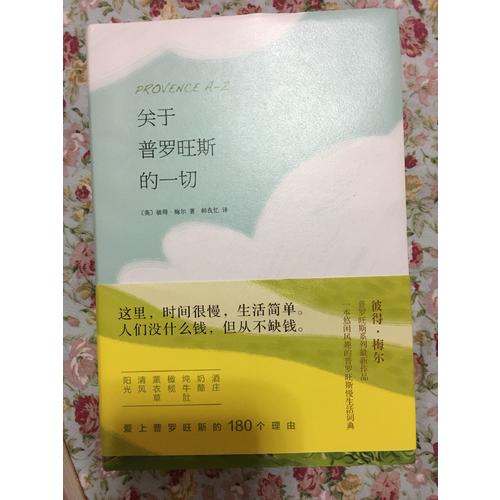 PROVENCE A-Z
关于
普罗旺斯
的一切
〔英〕彼得·梅尔 著 韩良忆 译
这里，时间很慢，生活简单。
人们没什么钱，但从不缺钱。
彼得·梅尔
普罗旺斯系列最新作品
一本悠闲风趣的普罗旺斯慢生活词典
酒庄
奶酪
炖牛肚
橄榄
薰衣草
清风
阳光
爱上普罗旺斯的180个理由